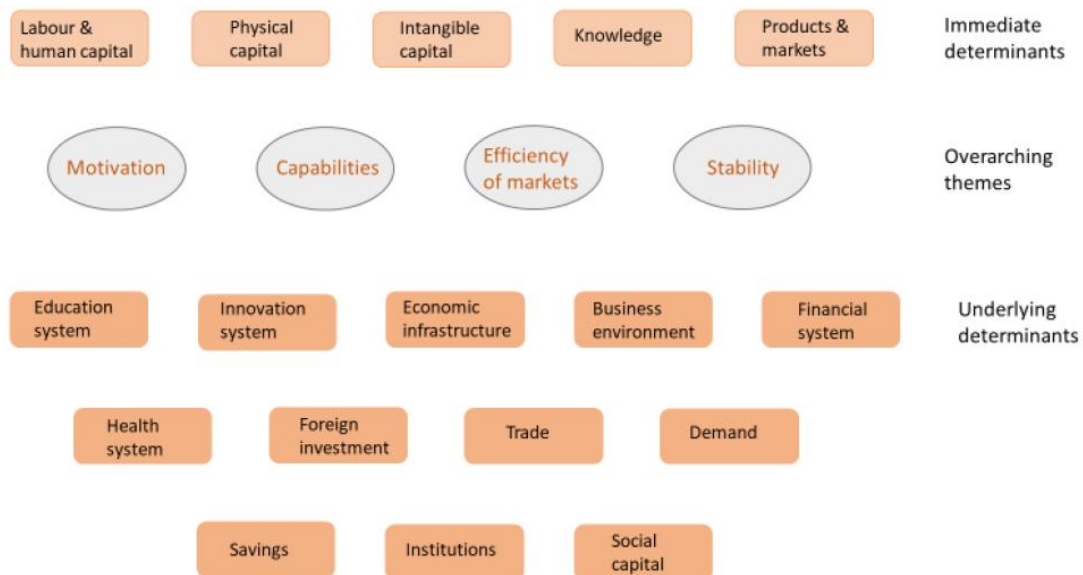 Labour &
human capital
Physical
capital
Intangible
capital
Knowledge
Products &
markets
Immediate
determinants
Motivation
Capabilities
Efficiency
of markets
Stability
Overarching
themes
Education
system
Innovation
system
Economic
infrastructure
Business
environment
Financial
system
Underlying
determinants
Health
system
Foreign
investment
Trade
Demand
Savings
Institutions
Social
capital